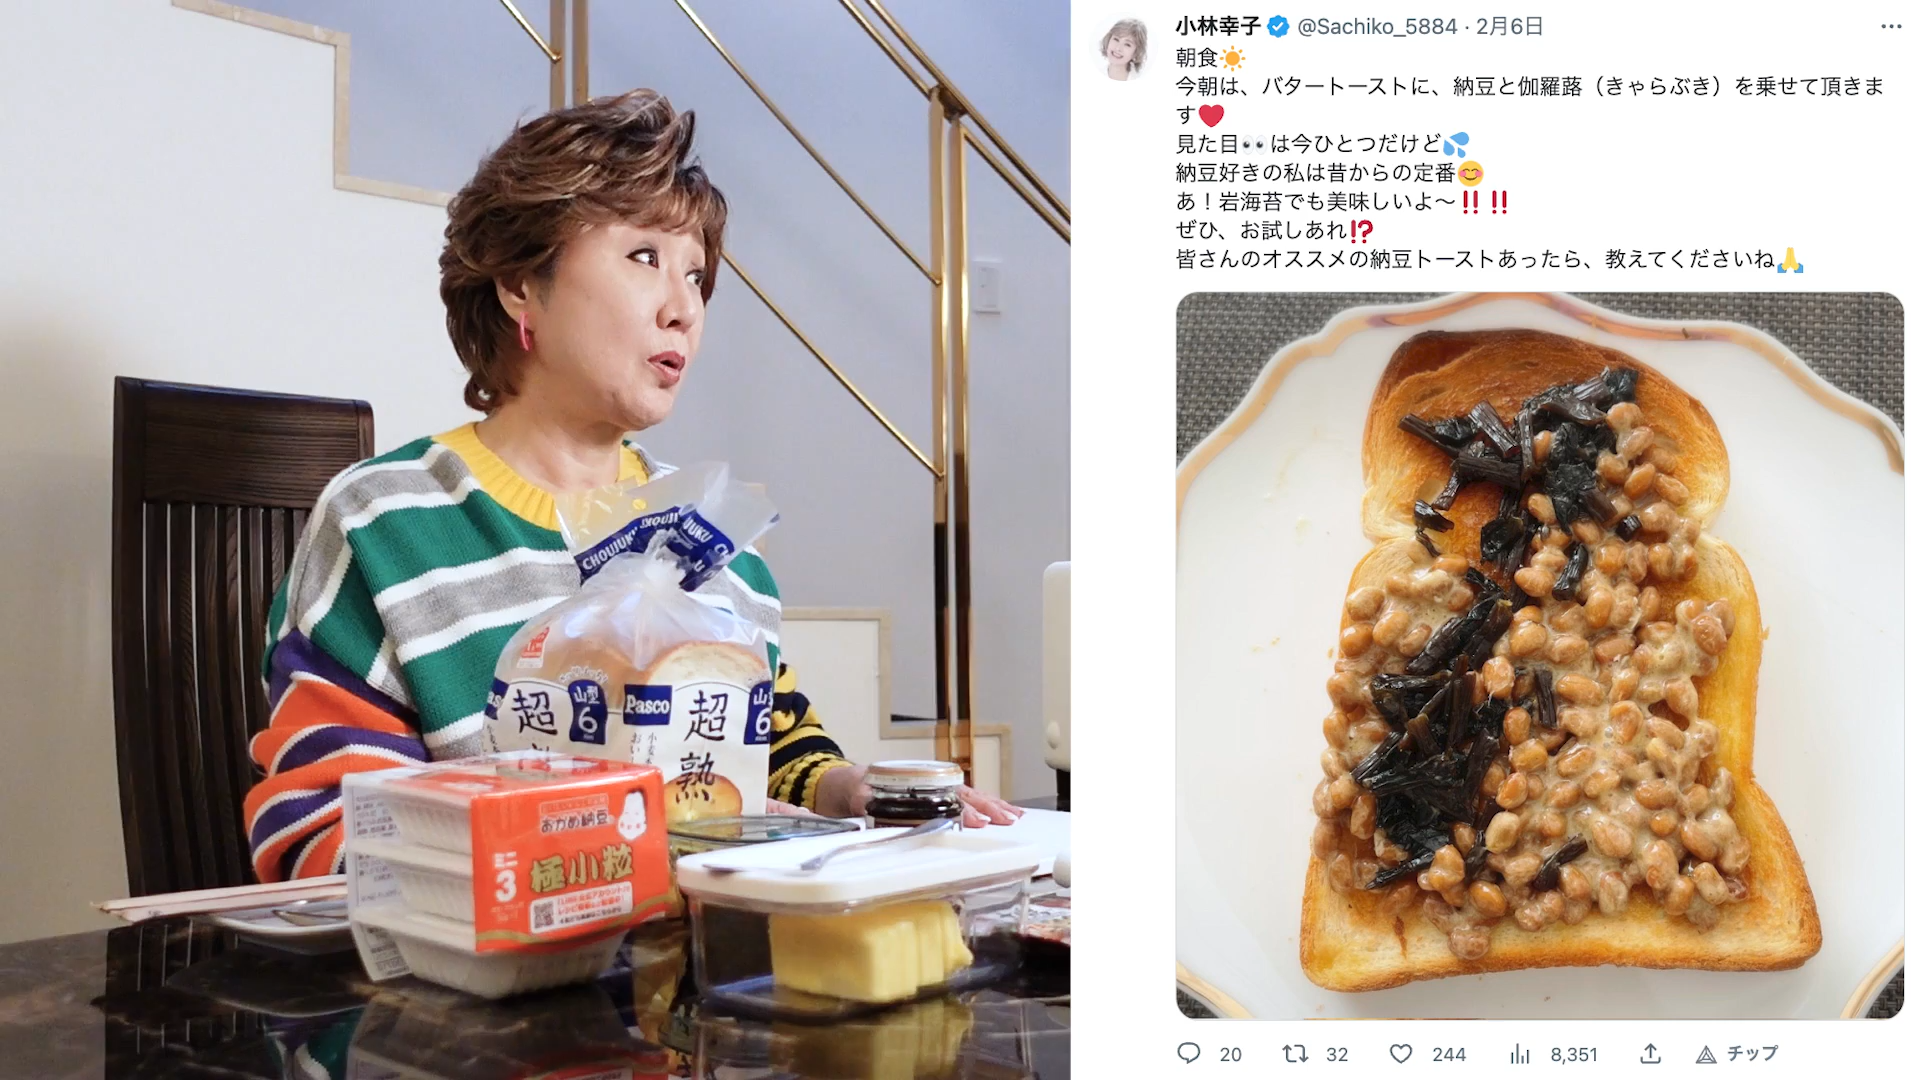 小林幸子 @Sachiko_5884 · 2月6日
朝食☀️
今朝は、バタートーストに、納豆と伽羅蕗（きゃらぶき）を乗せて頂きま
す❤️
見た目👀は今ひとつだけど💦
納豆好きの私は昔からの定番😊
あ！岩海苔でも美味しいよ〜‼️‼️
ぜひ、お試しあれ⁉️
皆さんのオススメの納豆トーストあったら、教えてくださいね🙏
20 32 244 8,351 チップ
CHOUJUKU
CHOUJUKU
超
山型
6
Pasco
超熟
山型
6
おかめ納豆
極小粒
ミニ
3